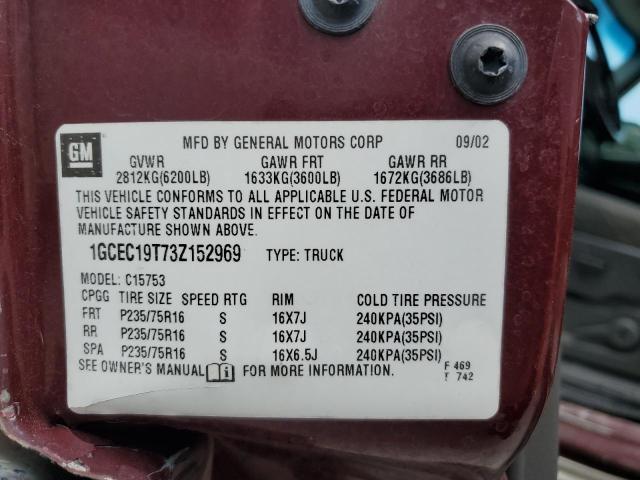 GM
MFD BY GENERAL MOTORS CORP 09/02
GVWR GAWR FRT GAWR RR
2812KG(6200LB) 1633KG(3600LB) 1672KG(3686LB)
THIS VEHICLE CONFORMS TO ALL APPLICABLE U.S. FEDERAL MOTOR
VEHICLE SAFETY STANDARDS IN EFFECT ON THE DATE OF
MANUFACTURE SHOWN ABOVE.
1GCEC19T73Z152969 TYPE: TRUCK
MODEL: C15753
CPGG TIRE SIZE SPEED RTG RIM COLD TIRE PRESSURE
FRT P235/75R16 S 16X7J 240KPA(35PSI)
RR P235/75R16 S 16X7J 240KPA(35PSI)
SPA P235/75R16 S 16X6.5J 240KPA(35PSI)
SEE OWNER'S MANUAL i FOR MORE INFORMATION.
F 469
T 742